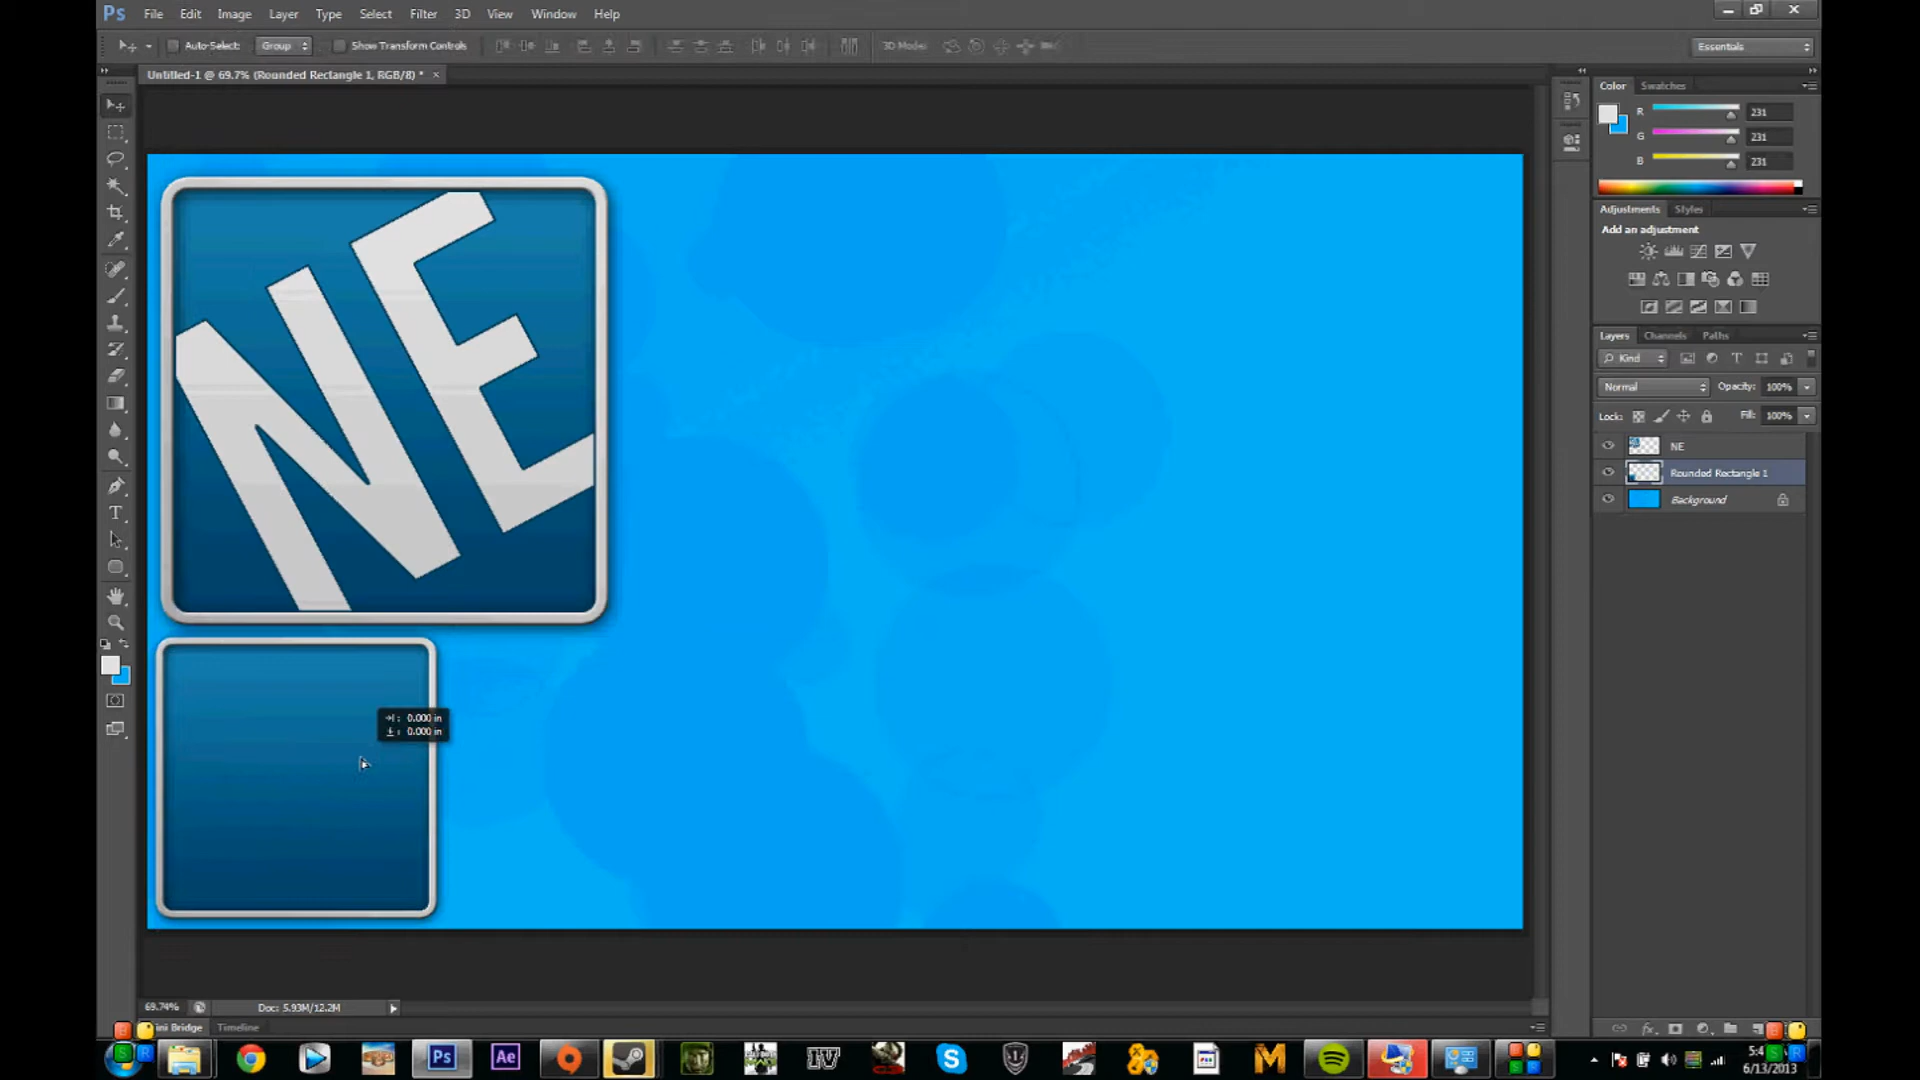 Ps File Edit Image Layer Type Select Filter 3D View Window Help
Auto-Select: Group Show Transform Controls 3D Mode: Essentials
Untitled-1 @ 69.7% (Rounded Rectangle 1, RGB/8) * ×
Color Swatches
R 231
G 231
B 231
Adjustments Styles
Add an adjustment
Layers Channels Paths
Kind
Normal Opacity: 100%
Lock: Fill: 100%
NE
Rounded Rectangle 1
Background
NE
0.000 in
0.000 in
69.74% Doc: 5.93M/12.2M
ini Bridge Timeline
Ps Ae IV
6/13/2013